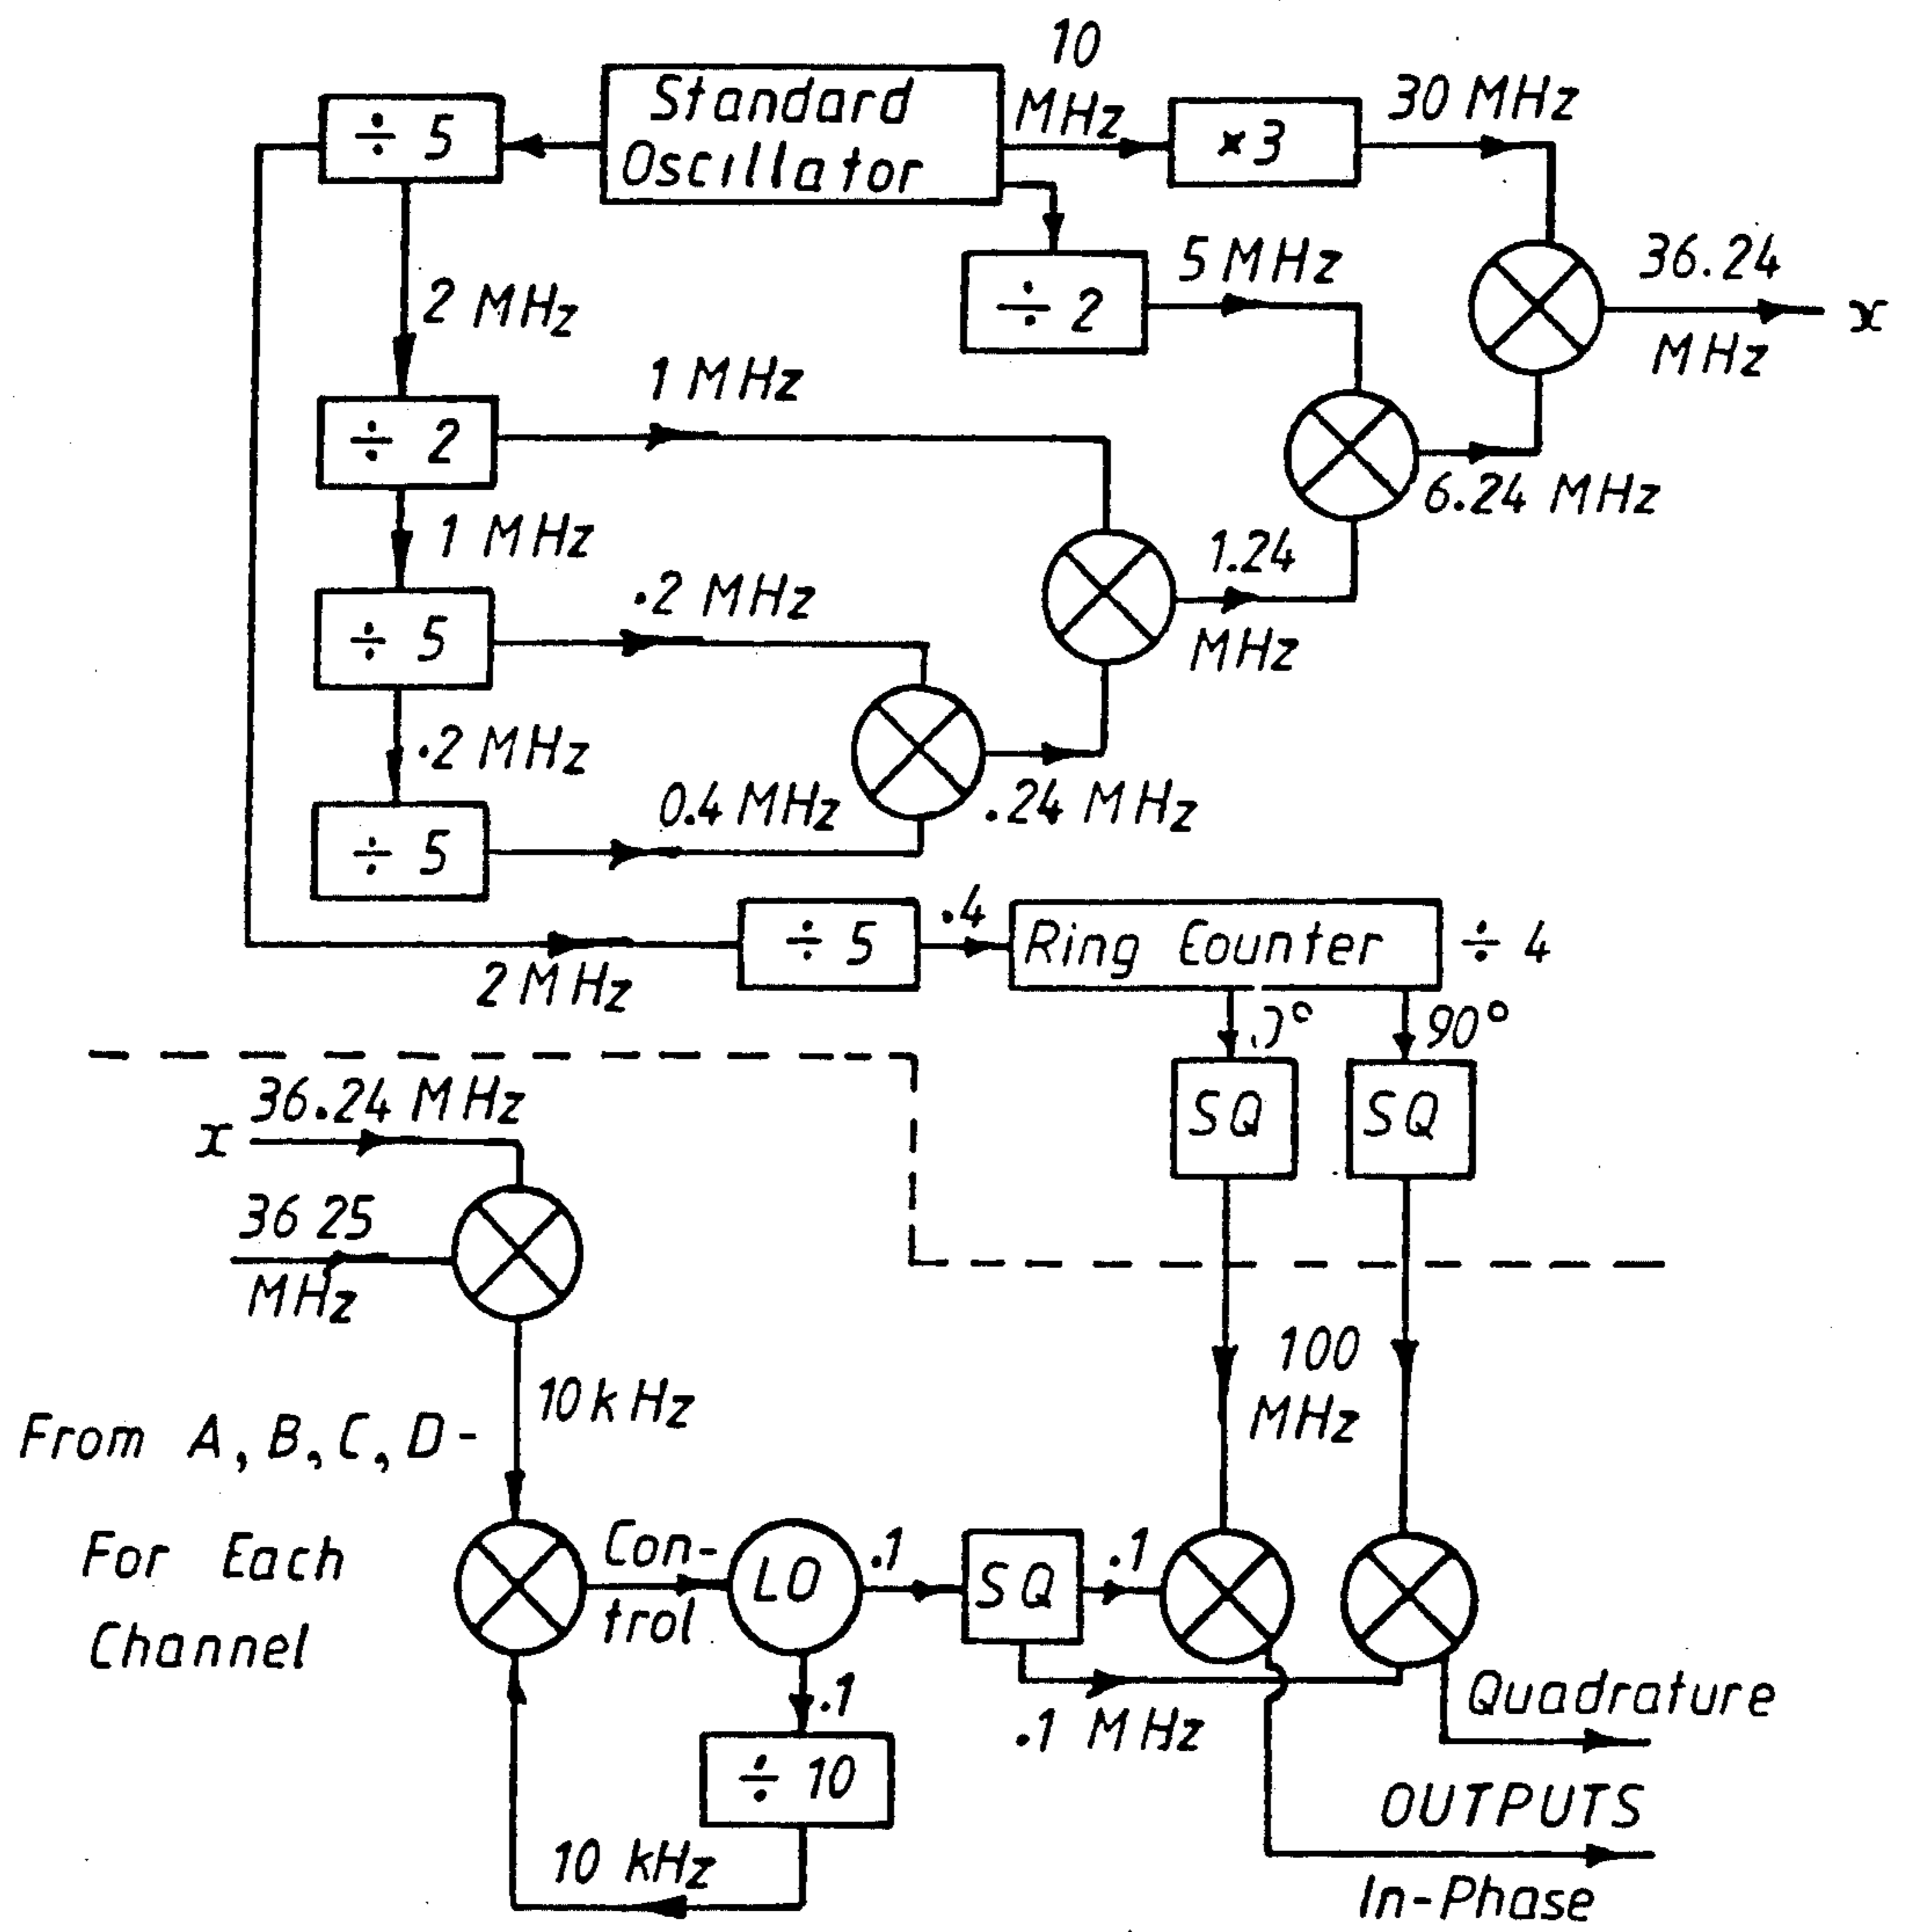 10
MHz
Standard
Oscillator
÷ 5
×3
30 MHz
÷ 2
5 MHz
36.24
MHz
x
2 MHz
1 MHz
÷ 2
6.24 MHz
1 MHz
1.24
MHz
.2 MHz
÷ 5
.2 MHz
0.4 MHz
.24 MHz
÷ 5
÷ 5
.4
Ring Counter
÷ 4
2 MHz
90°
SQ
SQ
36.24 MHz
x
36 25
MHz
100
MHz
10 kHz
From A, B, C, D-
For Each
Channel
Con-
trol
LO
.1
SQ
.1
.1
.1 MHz
Quadrature
÷ 10
OUTPUTS
10 kHz
In-Phase